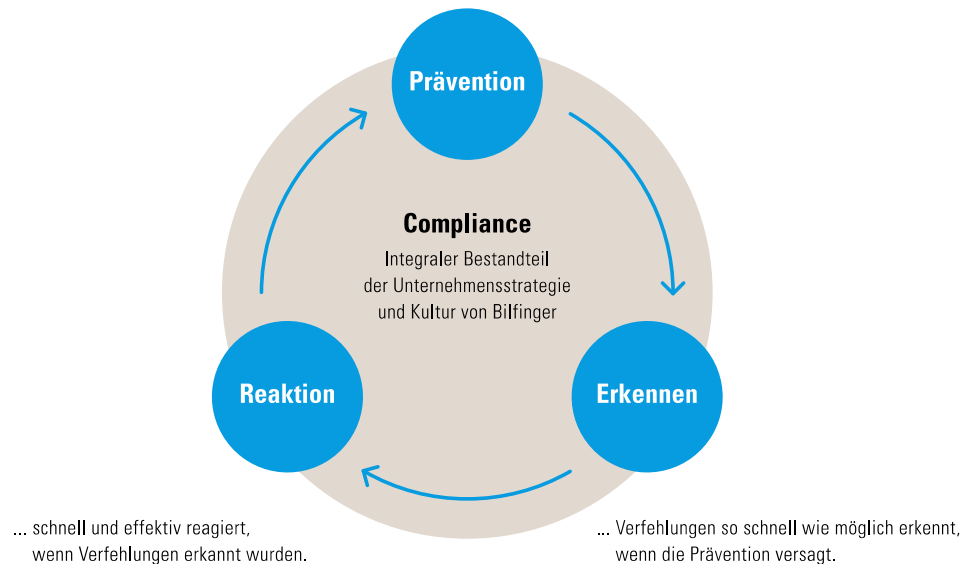 Prävention
Compliance
Integraler Bestandteil
der Unternehmensstrategie
und Kultur von Bilfinger
Reaktion
Erkennen
... schnell und effektiv reagiert,
wenn Verfehlungen erkannt wurden.
... Verfehlungen so schnell wie möglich erkennt,
wenn die Prävention versagt.